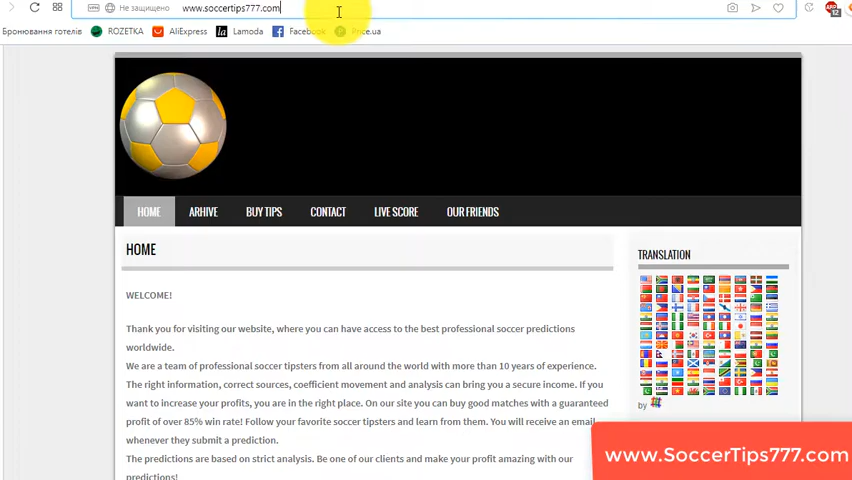 VPN Не защищено www.soccertips777.com
Бронювання готелів ROZETKA AliExpress la Lamoda Facebook Price.ua
HOME ARHIVE BUY TIPS CONTACT LIVE SCORE OUR FRIENDS
HOME
WELCOME!
Thank you for visiting our website, where you can have access to the best professional soccer predictions
worldwide.
We are a team of professional soccer tipsters from all around the world with more than 10 years of experience.
The right information, correct sources, coefficient movement and analysis can bring you a secure income. If you
want to increase your profits, you are in the right place. On our site you can buy good matches with a guaranteed
profit of over 85% win rate! Follow your favorite soccer tipsters and learn from them. You will receive an email
whenever they submit a prediction.
The predictions are based on strict analysis. Be one of our clients and make your profit amazing with our
predictions!
TRANSLATION
by
www.SoccerTips777.com